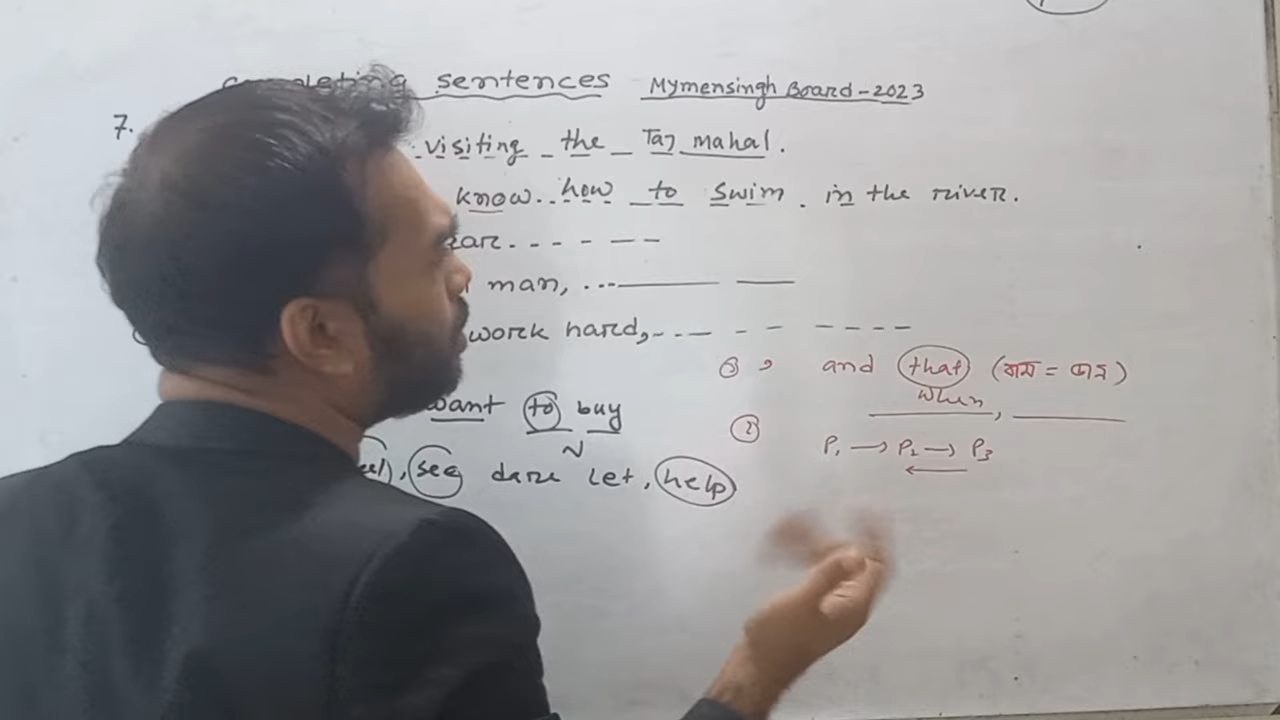 sentences Mymensingh Board-2023
7.
visiting the Taj mahal.
know how to swim. in the river.
man,
work hard,
① , and that (বাম = ডান)
when
,
want to buy
②
P₁ → P₂ → P₃
see dare let, help